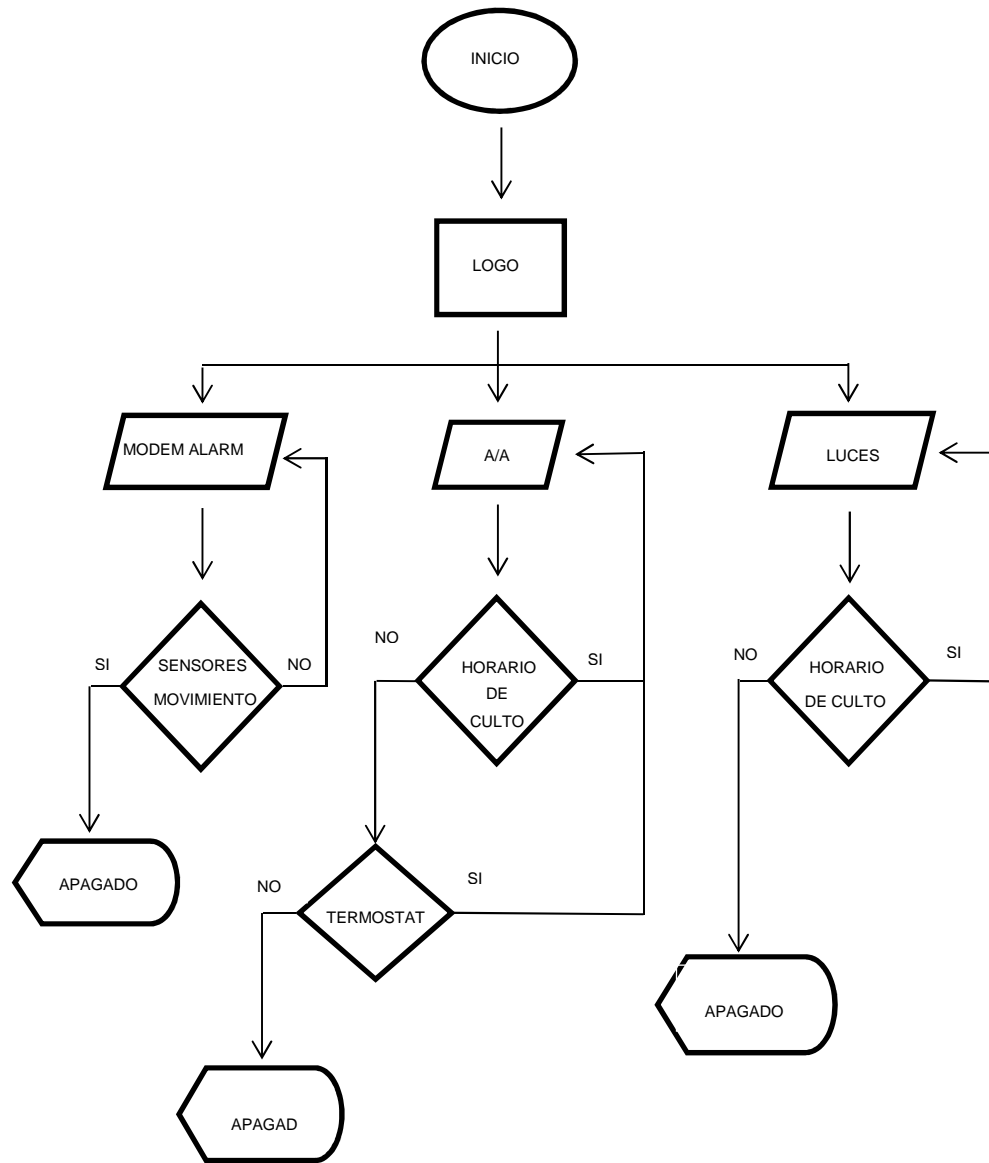 INICIO
LOGO
MODEM ALARM
A/A
LUCES
SI
SENSORES
MOVIMIENTO
NO
NO
HORARIO
DE
CULTO
SI
NO
HORARIO
DE CULTO
SI
APAGADO
NO
TERMOSTAT
SI
APAGADO
APAGAD